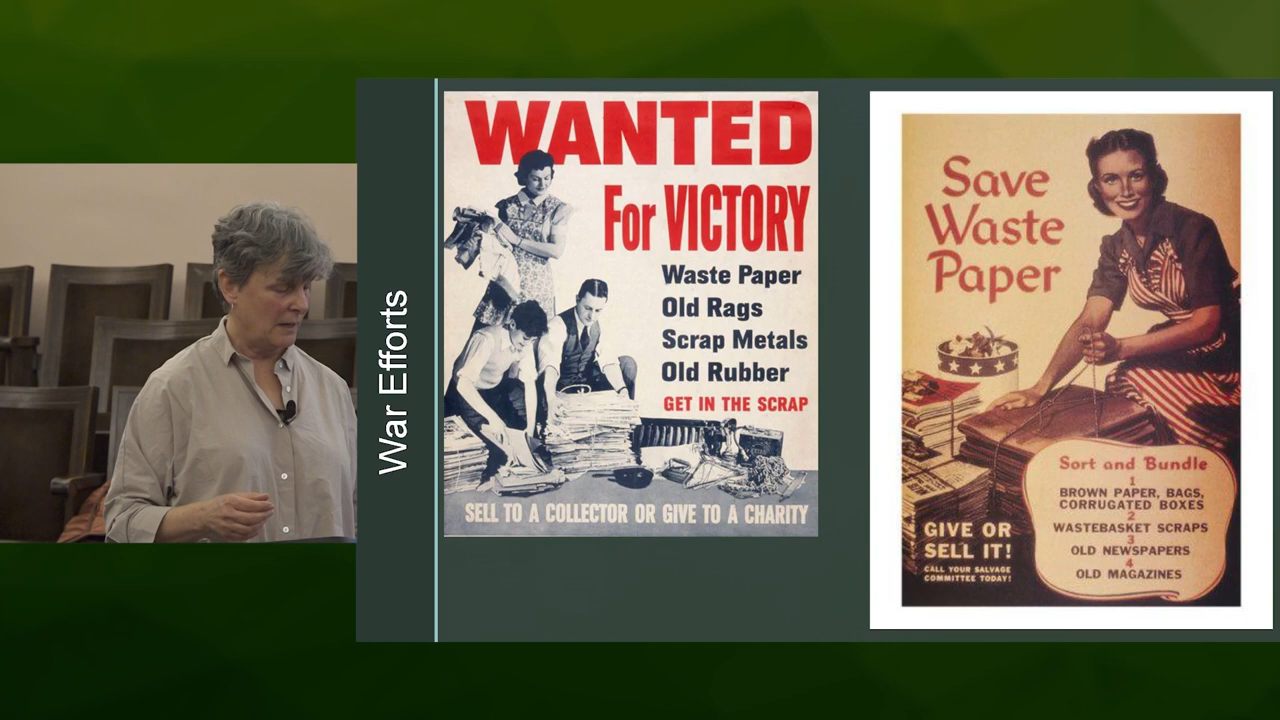 War Efforts
WANTED
For VICTORY
Waste Paper
Old Rags
Scrap Metals
Old Rubber
GET IN THE SCRAP
SELL TO A COLLECTOR OR GIVE TO A CHARITY
Save
Waste
Paper
Sort and Bundle
1
BROWN PAPER, BAGS,
CORRUGATED BOXES
2
WASTEBASKET SCRAPS
3
OLD NEWSPAPERS
4
OLD MAGAZINES
GIVE OR
SELL IT!
CALL YOUR SALVAGE
COMMITTEE TODAY!